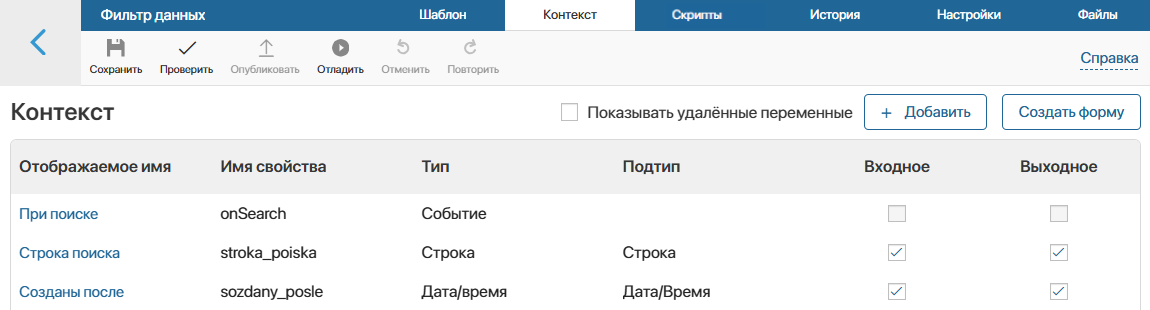 Фильтр данных Шаблон Контекст Скрипты История Настройки Файлы
Сохранить Проверить Опубликовать Отладить Отменить Повторить Справка
Контекст Показывать удалённые переменные + Добавить Создать форму
Отображаемое имя Имя свойства Тип Подтип Входное Выходное
При поиске onSearch Событие
Строка поиска stroka_poiska Строка Строка
Созданы после sozdany_posle Дата/время Дата/Время